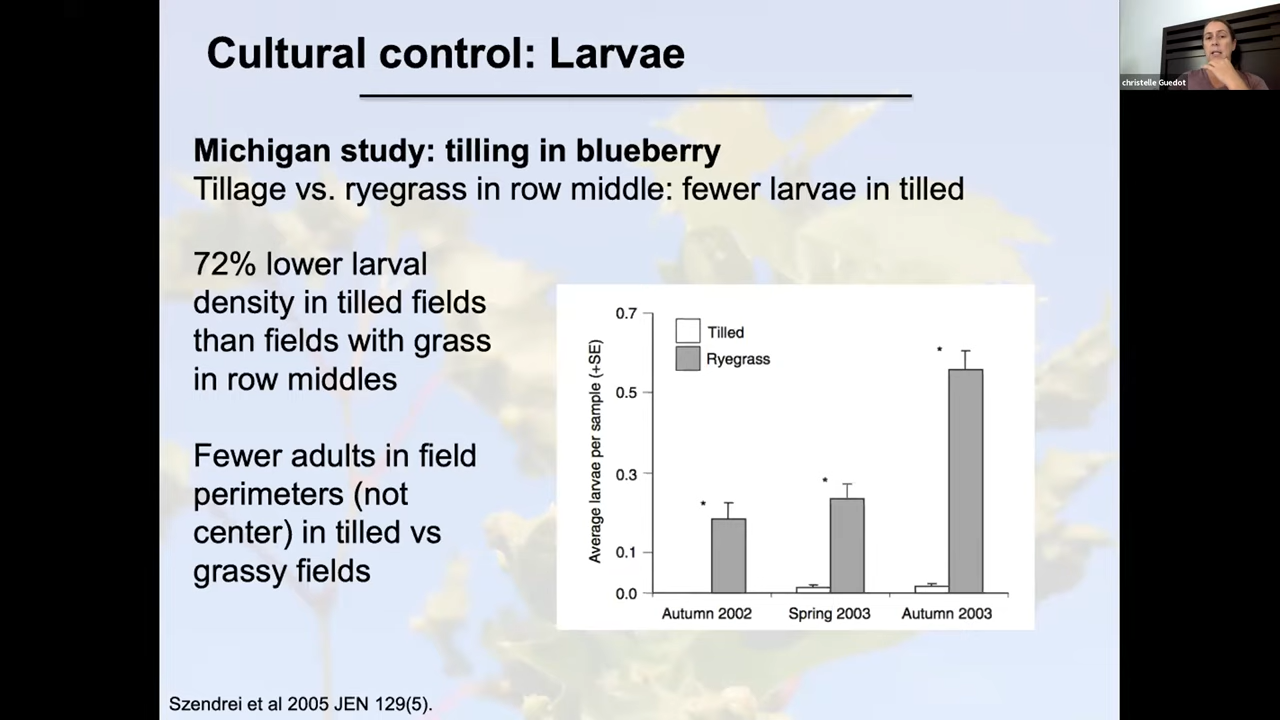 Cultural control: Larvae
christelle Guedot
Michigan study: tilling in blueberry
Tillage vs. ryegrass in row middle: fewer larvae in tilled
72% lower larval
density in tilled fields
than fields with grass
in row middles
Fewer adults in field
perimeters (not
center) in tilled vs
grassy fields
Average larvae per sample (+SE)
0.7
0.5
0.3
0.1
0.0
Tilled
Ryegrass
*
*
*
Autumn 2002
Spring 2003
Autumn 2003
Szendrei et al 2005 JEN 129(5).